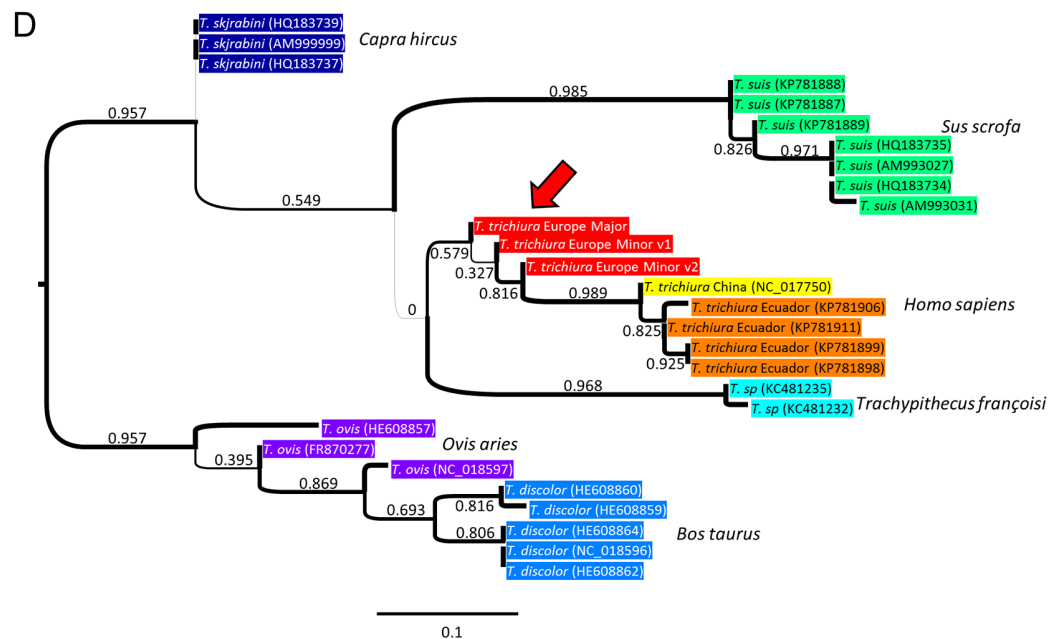 D
T. skjrabini (HQ183739)
T. skjrabini (AM999999)
T. skjrabini (HQ183737)
Capra hircus
0.957
0.985
T. suis (KP781888)
T. suis (KP781887)
T. suis (KP781889)
Sus scrofa
0.826
0.971
T. suis (HQ183735)
T. suis (AM993027)
T. suis (HQ183734)
T. suis (AM993031)
0.549
T. trichiura Europe Major
0.579
T. trichiura Europe Minor v1
0.327
T. trichiura Europe Minor v2
0.816
0.989
T. trichiura China (NC_017750)
Homo sapiens
T. trichiura Ecuador (KP781906)
0
0.825
T. trichiura Ecuador (KP781911)
T. trichiura Ecuador (KP781899)
0.925
T. trichiura Ecuador (KP781898)
0.968
T. sp (KC481235)
T. sp (KC481232)
Trachypithecus françoisi
0.957
T. ovis (HE608857)
Ovis aries
0.395
T. ovis (FR870277)
T. ovis (NC_018597)
0.869
T. discolor (HE608860)
0.816
T. discolor (HE608859)
0.693
0.806
T. discolor (HE608864)
Bos taurus
T. discolor (NC_018596)
T. discolor (HE608862)
0.1